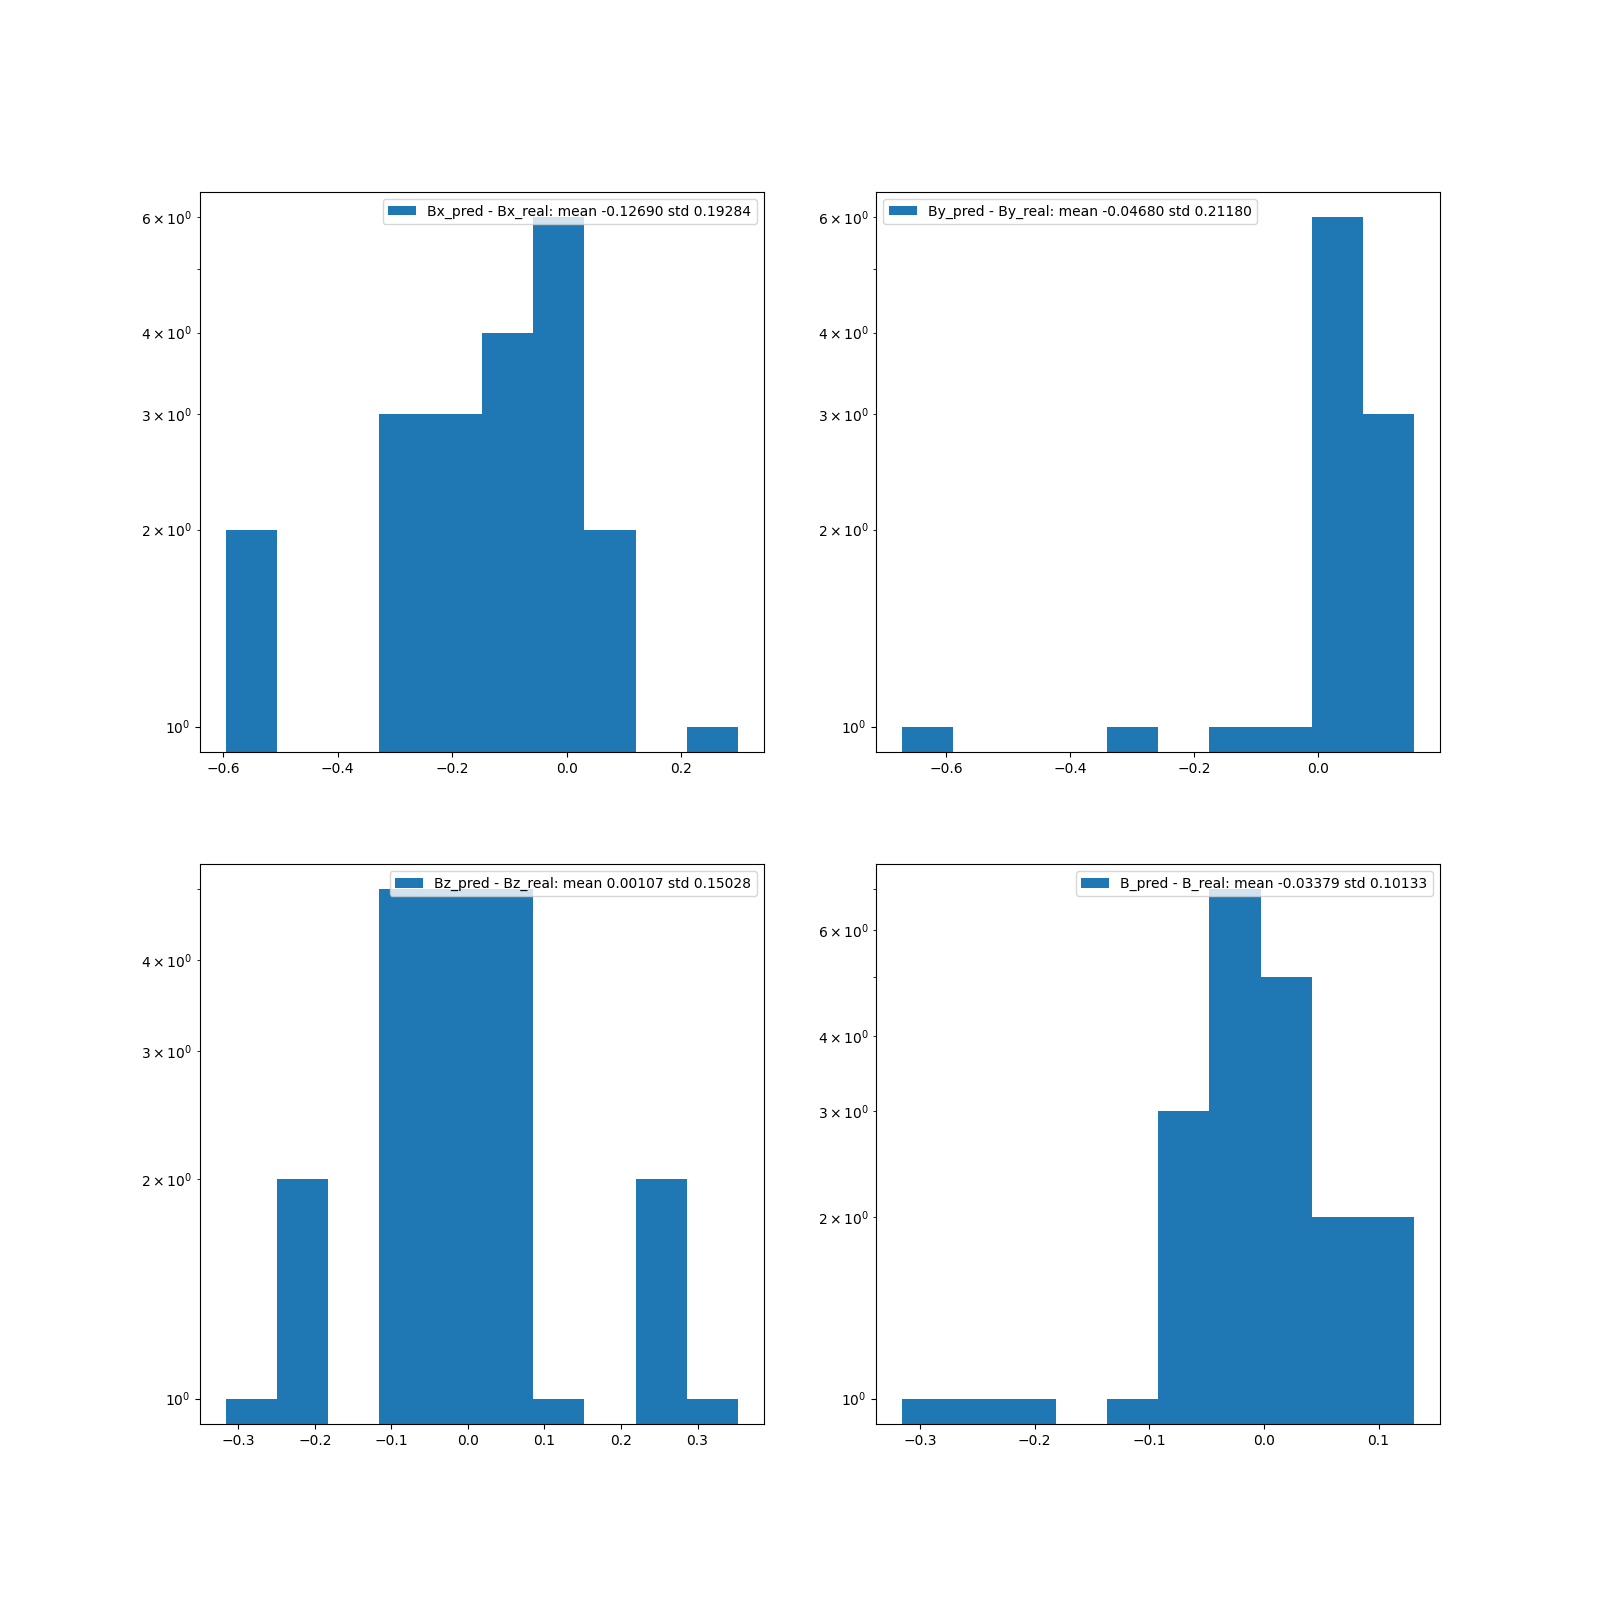 Bx_pred - Bx_real: mean -0.12690 std 0.19284
6 × 10⁰
4 × 10⁰
3 × 10⁰
2 × 10⁰
10⁰
−0.6 −0.4 −0.2 0.0 0.2
By_pred - By_real: mean -0.04680 std 0.21180
6 × 10⁰
4 × 10⁰
3 × 10⁰
2 × 10⁰
10⁰
−0.6 −0.4 −0.2 0.0
Bz_pred - Bz_real: mean 0.00107 std 0.15028
4 × 10⁰
3 × 10⁰
2 × 10⁰
10⁰
−0.3 −0.2 −0.1 0.0 0.1 0.2 0.3
B_pred - B_real: mean -0.03379 std 0.10133
6 × 10⁰
4 × 10⁰
3 × 10⁰
2 × 10⁰
10⁰
−0.3 −0.2 −0.1 0.0 0.1